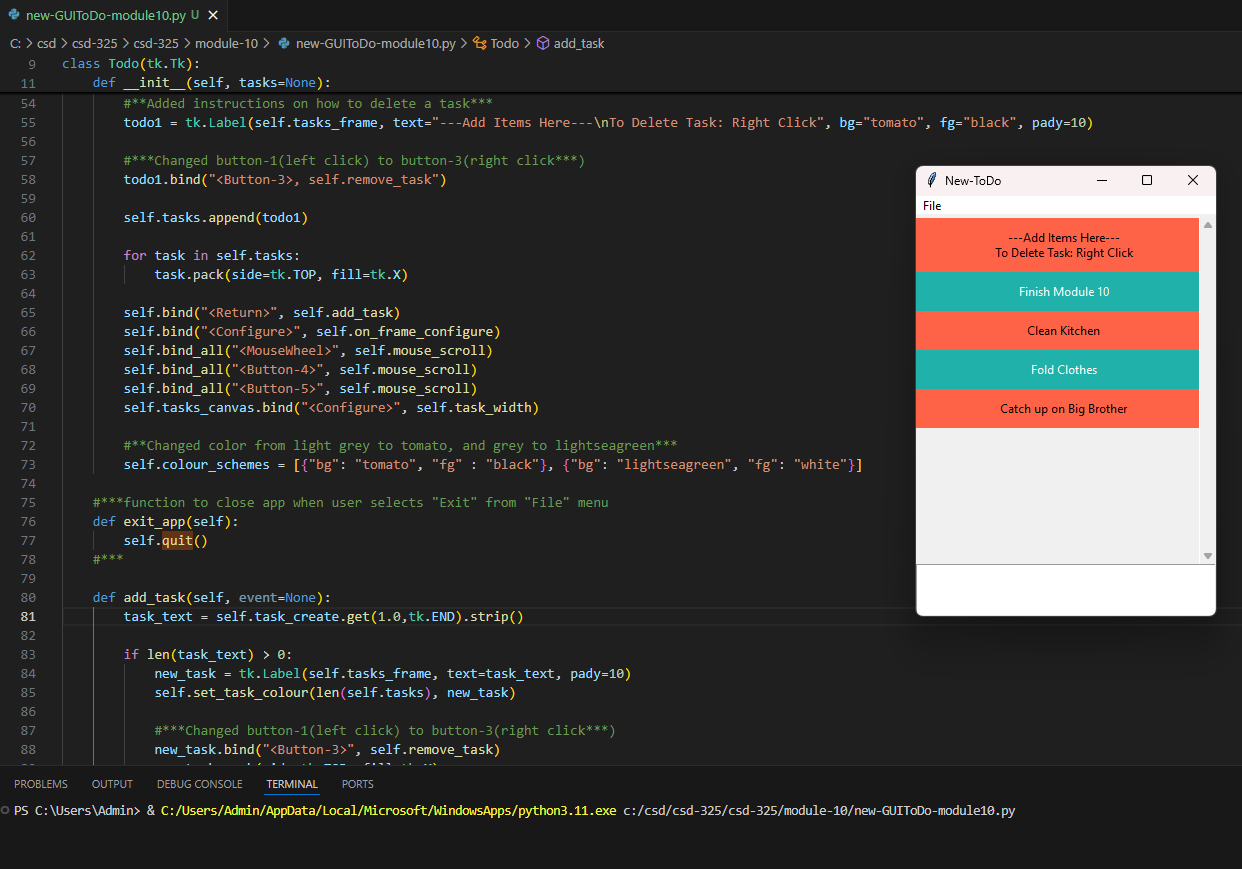 new-GUIToDo-module10.py U
C: > csd > csd-325 > csd-325 > module-10 > new-GUIToDo-module10.py > Todo > add_task
9 class Todo(tk.Tk):
11 def __init__(self, tasks=None):
54 #**Added instructions on how to delete a task***
55 todo1 = tk.Label(self.tasks_frame, text="---Add Items Here---\nTo Delete Task: Right Click", bg="tomato", fg="black", pady=10)
56
57 #***Changed button-1(left click) to button-3(right click***)
58 todo1.bind("<Button-3>, self.remove_task")
59
60 self.tasks.append(todo1)
61
62 for task in self.tasks:
63 task.pack(side=tk.TOP, fill=tk.X)
64
65 self.bind("<Return>", self.add_task)
66 self.bind("<Configure>", self.on_frame_configure)
67 self.bind_all("<MouseWheel>", self.mouse_scroll)
68 self.bind_all("<Button-4>", self.mouse_scroll)
69 self.bind_all("<Button-5>", self.mouse_scroll)
70 self.tasks_canvas.bind("<Configure>", self.task_width)
71
72 #**Changed color from light grey to tomato, and grey to lightseagreen***
73 self.colour_schemes = [{"bg": "tomato", "fg" : "black"}, {"bg": "lightseagreen", "fg": "white"}]
74
75 #***function to close app when user selects "Exit" from "File" menu
76 def exit_app(self):
77 self.quit()
78 #***
79
80 def add_task(self, event=None):
81 task_text = self.task_create.get(1.0,tk.END).strip()
82
83 if len(task_text) > 0:
84 new_task = tk.Label(self.tasks_frame, text=task_text, pady=10)
85 self.set_task_colour(len(self.tasks), new_task)
86
87 #***Changed button-1(left click) to button-3(right click***)
88 new_task.bind("<Button-3>", self.remove_task)
New-ToDo
File
---Add Items Here---
To Delete Task: Right Click
Finish Module 10
Clean Kitchen
Fold Clothes
Catch up on Big Brother
PROBLEMS OUTPUT DEBUG CONSOLE TERMINAL PORTS
PS C:\Users\Admin> & C:/Users/Admin/AppData/Local/Microsoft/WindowsApps/python3.11.exe c:/csd/csd-325/csd-325/module-10/new-GUIToDo-module10.py